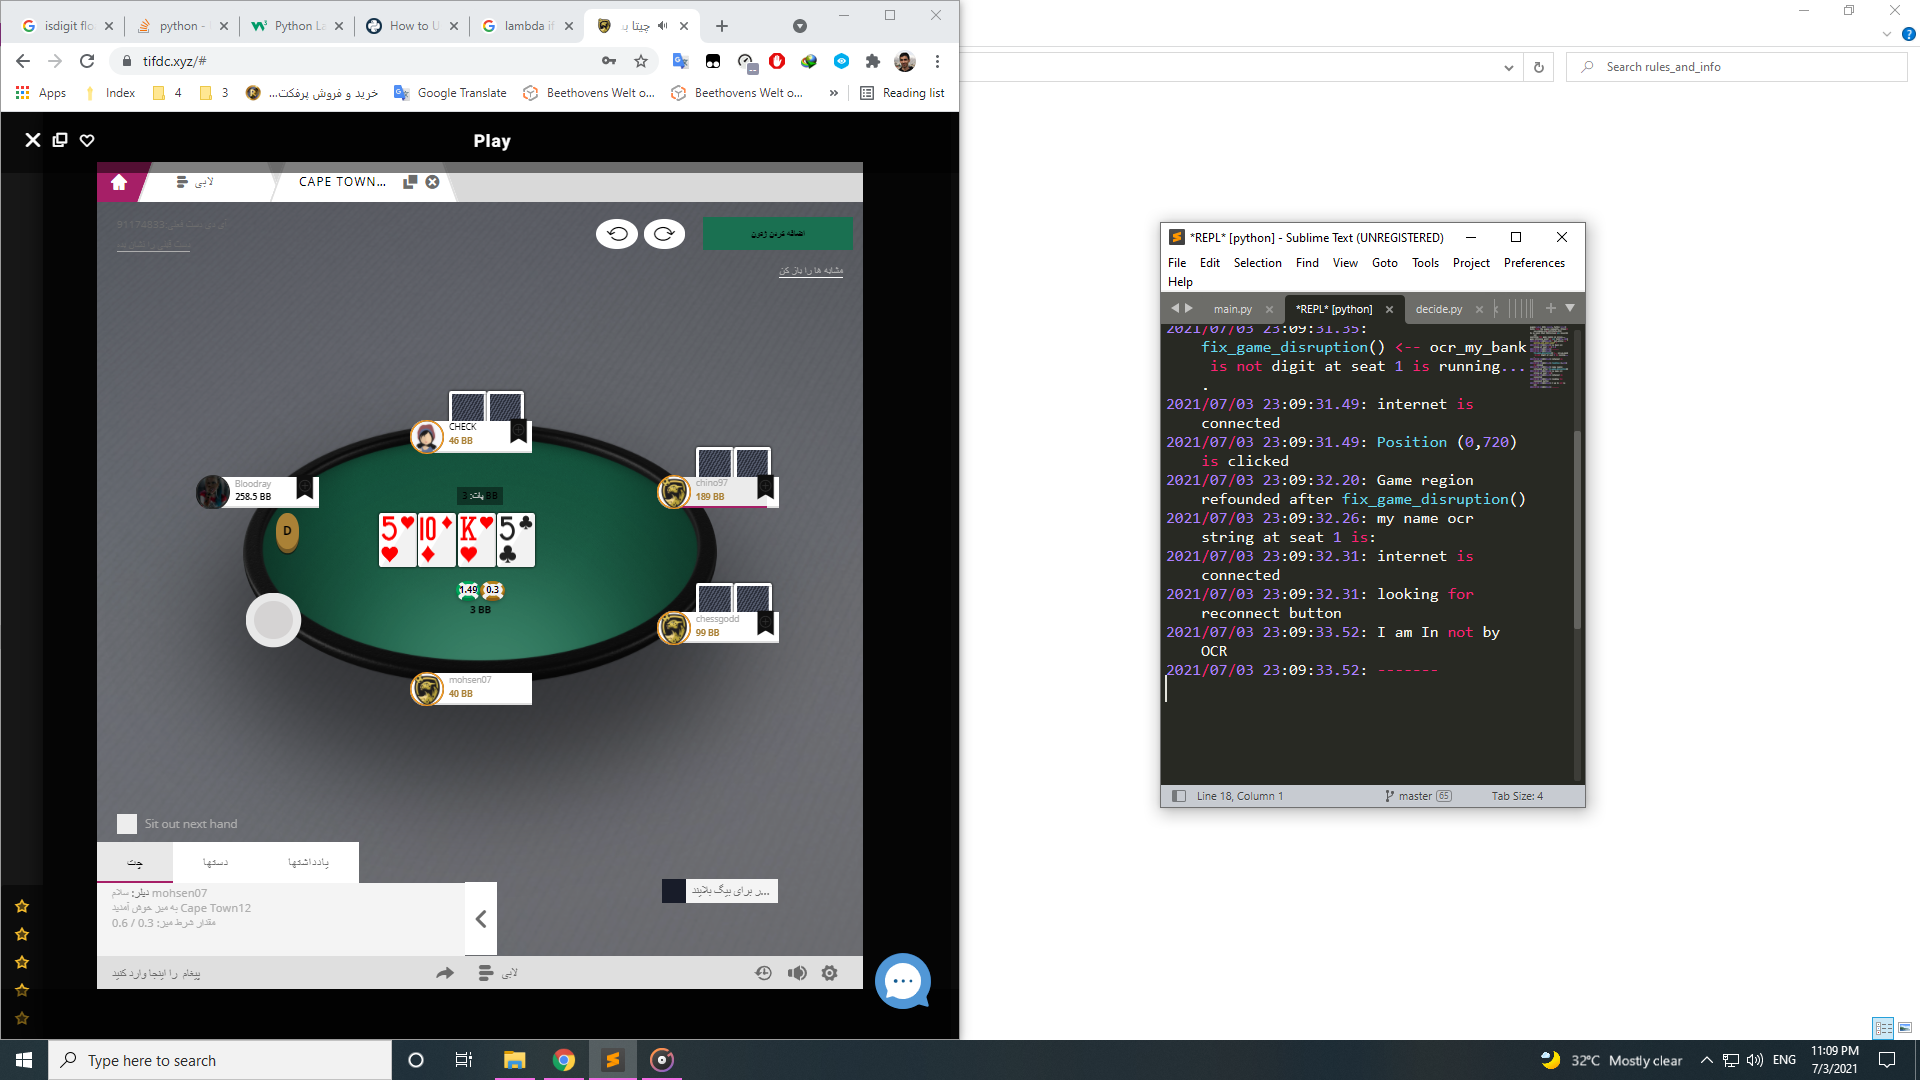 isdigit flo
python -
Python La
How to U
lambda if
چیتا بـ
tifdc.xyz/#
Apps
Index
4
3
خرید و فروش پرفکت...
Google Translate
Beethovens Welt o...
Beethovens Welt o...
»
Reading list
Search rules_and_info
Play
لابی
CAPE TOWN...
اضافه کردن ژتون
مشابه ها را باز کن
CHECK
46 BB
Bloodray
258.5 BB
chino97
189 BB
پات: 3 BB
D
5
10
K
5
1.49
0.3
3 BB
chessgodd
99 BB
mohsen07
40 BB
Sit out next hand
چت
دستها
یادداشتها
دیلر: سلام mohsen07
به میز خوش آمدید Cape Town12
مقدار شرط میز: 0.3 / 0.6
...ر برای بیگ بلایند
پیغام را اینجا وارد کنید
لابی
*REPL* [python] - Sublime Text (UNREGISTERED)
File Edit Selection Find View Goto Tools Project Preferences
Help
main.py
*REPL* [python]
decide.py
2021/07/03 23:09:31.35:
fix_game_disruption() <-- ocr_my_bank
is not digit at seat 1 is running...
.
2021/07/03 23:09:31.49: internet is
connected
2021/07/03 23:09:31.49: Position (0,720)
is clicked
2021/07/03 23:09:32.20: Game region
refounded after fix_game_disruption()
2021/07/03 23:09:32.26: my name ocr
string at seat 1 is:
2021/07/03 23:09:32.31: internet is
connected
2021/07/03 23:09:32.31: looking for
reconnect button
2021/07/03 23:09:33.52: I am In not by
OCR
2021/07/03 23:09:33.52: -------
Line 18, Column 1
master 65
Tab Size: 4
Type here to search
32°C Mostly clear
ENG
11:09 PM
7/3/2021